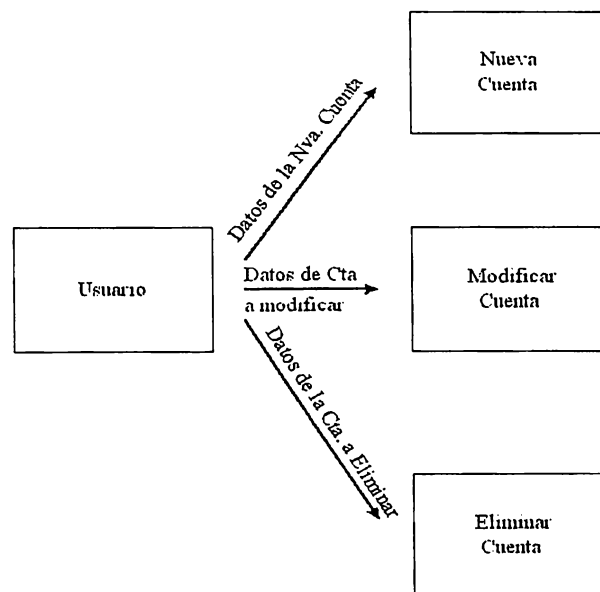 Nueva
Cuenta
Datos de la Nva. Cuenta
Usuario
Datos de Cta
a modificar
Modificar
Cuenta
Datos de la Cta. a Eliminar
Eliminar
Cuenta